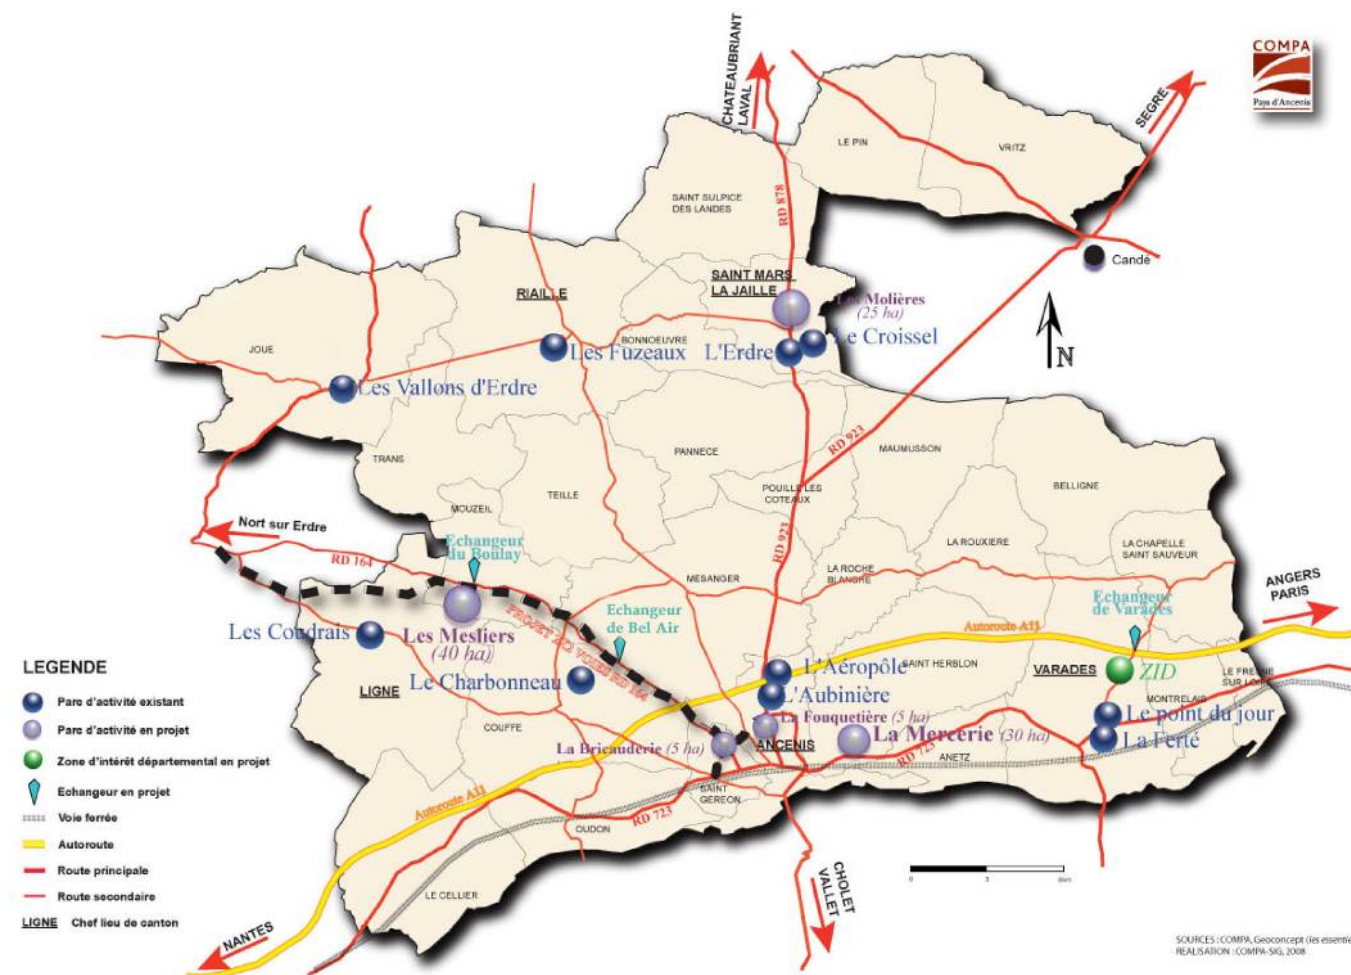 COMPA
Pays d'Ancenis
CHATEAUBRIANT
LAVAL
SEGRE
LE PIN
VRITZ
SAINT SULPICE
DES LANDES
RD 878
Candé
SAINT MARS
LA JAILLE
RIAILLE
Les Molières
(25 ha)
N
JOUE
Les Fuzeaux
BONNOEUVRE
L'Erdre
Le Croissel
Les Vallons d'Erdre
TRANS
PANNECE
RD 923
MAUMUSSON
TEILLE
POUILLE LES
COTEAUX
BELLIGNE
MOUZEIL
Nort sur Erdre
Echangeur
du Boulay
RD 164
RD 923
LA ROUXIERE
LA CHAPELLE
SAINT SAUVEUR
MESANGER
LA ROCHE
BLANCHE
ANGERS
PARIS
Echangeur
de Varades
Les Coudrais
Les Mesliers
(40 ha)
PROJET 2X2 VOIES RD 164
Echangeur
de Bel Air
Autoroute A11
L'Aéropôle
SAINT HERBLON
VARADES
ZID
LE FRESNE
SUR LOIRE
LIGNE
Le Charbonneau
L'Aubinière
MONTRELAIS
COUFFE
La Fouquetière (5 ha)
Le point du jour
La Bricauderie (5 ha)
ANCENIS
La Mercerie (30 ha)
La Ferté
RD 723
ANETZ
SAINT
GEREON
Autoroute A11
RD 723
OUDON
LE CELLIER
NANTES
CHOLET
VALLET
LEGENDE
Parc d'activité existant
Parc d'activité en projet
Zone d'intérêt départemental en projet
Echangeur en projet
Voie ferrée
Autoroute
Route principale
Route secondaire
LIGNE Chef lieu de canton
SOURCES : COMPA, Geoconcept (les essentie
REALISATION : COMPA-SIG, 2008